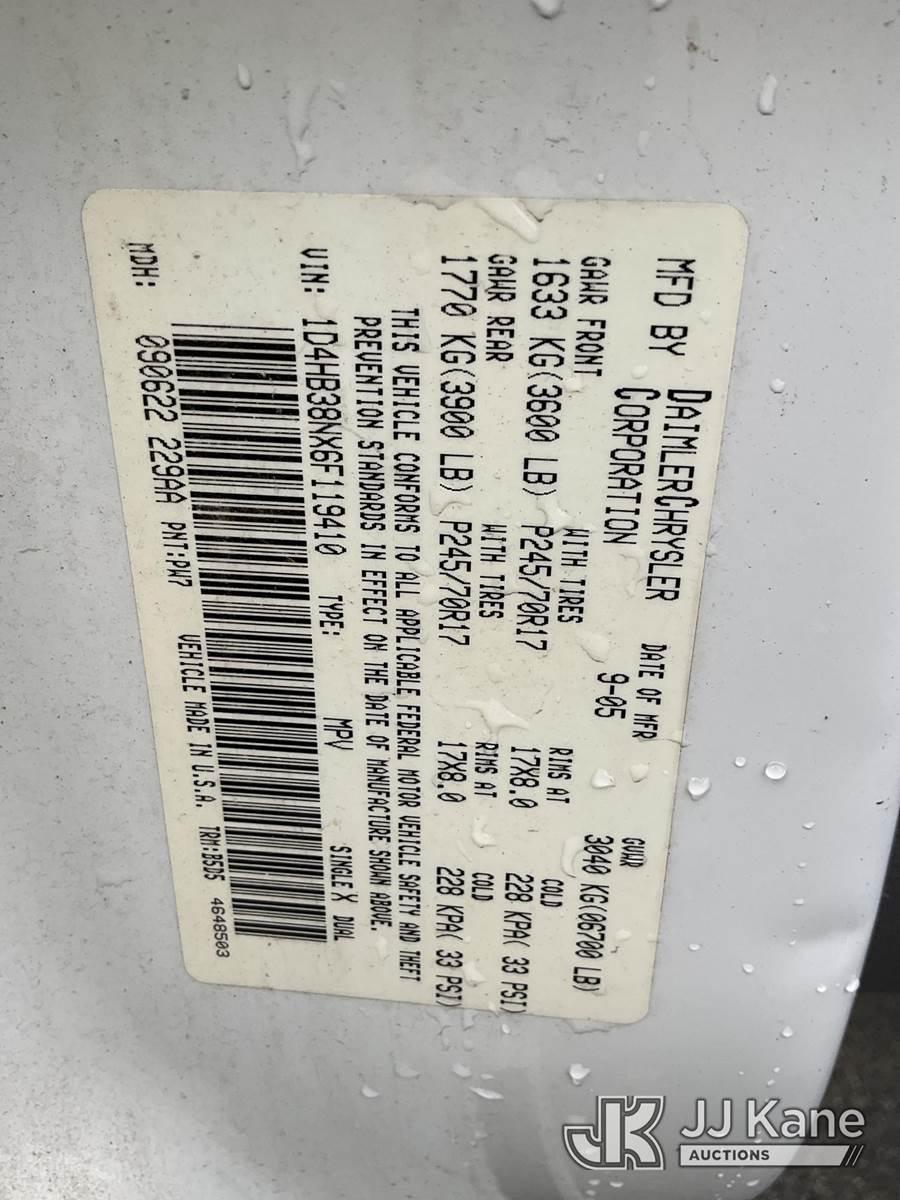 MFD BY DAIMLERCHRYSLER CORPORATION
DATE OF MFR 9-05
GVWR 3040 KG(06700 LB)
GAWR FRONT WITH TIRES RIMS AT COLD
1633 KG(3600 LB) P245/70R17 17X8.0 228 KPA( 33 PSI)
GAWR REAR WITH TIRES RIMS AT COLD
1770 KG(3900 LB) P245/70R17 17X8.0 228 KPA( 33 PSI)
THIS VEHICLE CONFORMS TO ALL APPLICABLE FEDERAL MOTOR VEHICLE SAFETY AND THEFT
PREVENTION STANDARDS IN EFFECT ON THE DATE OF MANUFACTURE SHOWN ABOVE.
VIN: 1D4HB38NX6F119410 TYPE: MPV SINGLE X DUAL
MDH: 090622 229AA PNT:PW7 VEHICLE MADE IN U.S.A. TRM:B5DS 4648503
JK JJ Kane
AUCTIONS